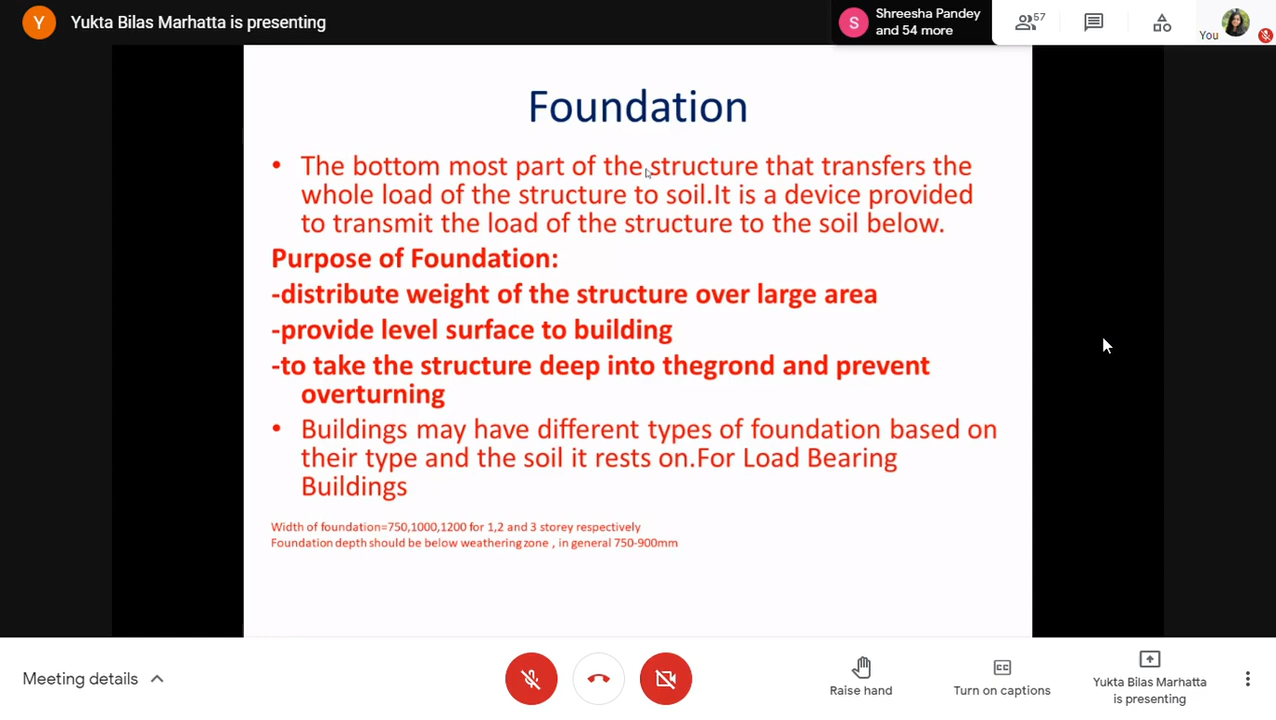 Y
Yukta Bilas Marhatta is presenting
S
Shreesha Pandey
and 54 more
57
You
Foundation
• The bottom most part of the structure that transfers the
whole load of the structure to soil.It is a device provided
to transmit the load of the structure to the soil below.
Purpose of Foundation:
-distribute weight of the structure over large area
-provide level surface to building
-to take the structure deep into thegrond and prevent
overturning
• Buildings may have different types of foundation based on
their type and the soil it rests on.For Load Bearing
Buildings
Width of foundation=750,1000,1200 for 1,2 and 3 storey respectively
Foundation depth should be below weathering zone , in general 750-900mm
Meeting details
Raise hand
CC
Turn on captions
Yukta Bilas Marhatta
is presenting